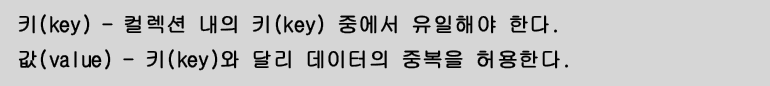 키(key) - 컬렉션 내의 키(key) 중에서 유일해야 한다.
값(value) - 키(key)와 달리 데이터의 중복을 허용한다.